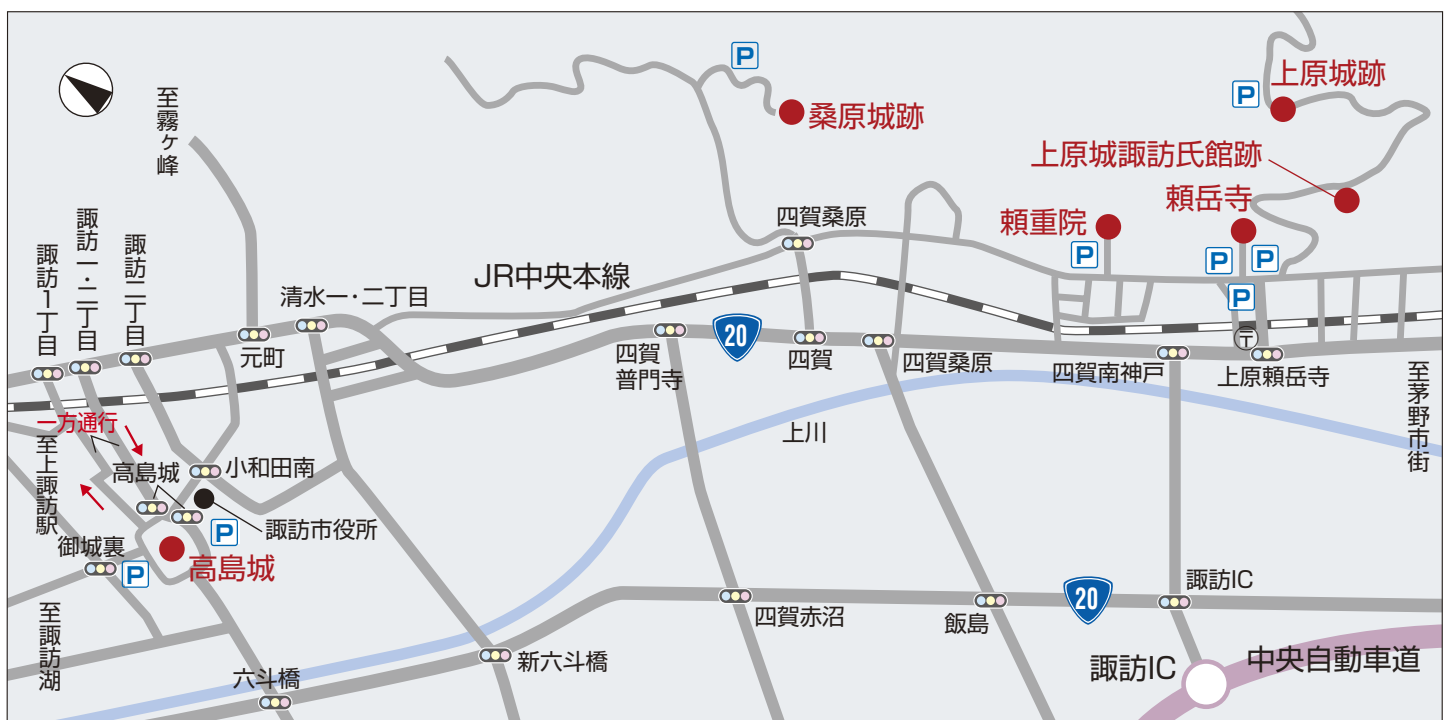 P
上原城跡
P
桑原城跡
至霧ヶ峰
上原城諏訪氏館跡
頼岳寺
頼重院
四賀桑原
諏訪二丁目
諏訪一・二丁目
諏訪1丁目
P
P
P
P
JR中央本線
清水一・二丁目
元町
20
四賀
普門寺
四賀
四賀桑原
四賀南神戸
〒
上原頼岳寺
至茅野市街
一方通行
上川
至上諏訪駅
高島城
小和田南
諏訪市役所
P
御城裏
P
高島城
諏訪IC
20
四賀赤沼
飯島
至諏訪湖
新六斗橋
六斗橋
諏訪IC
中央自動車道